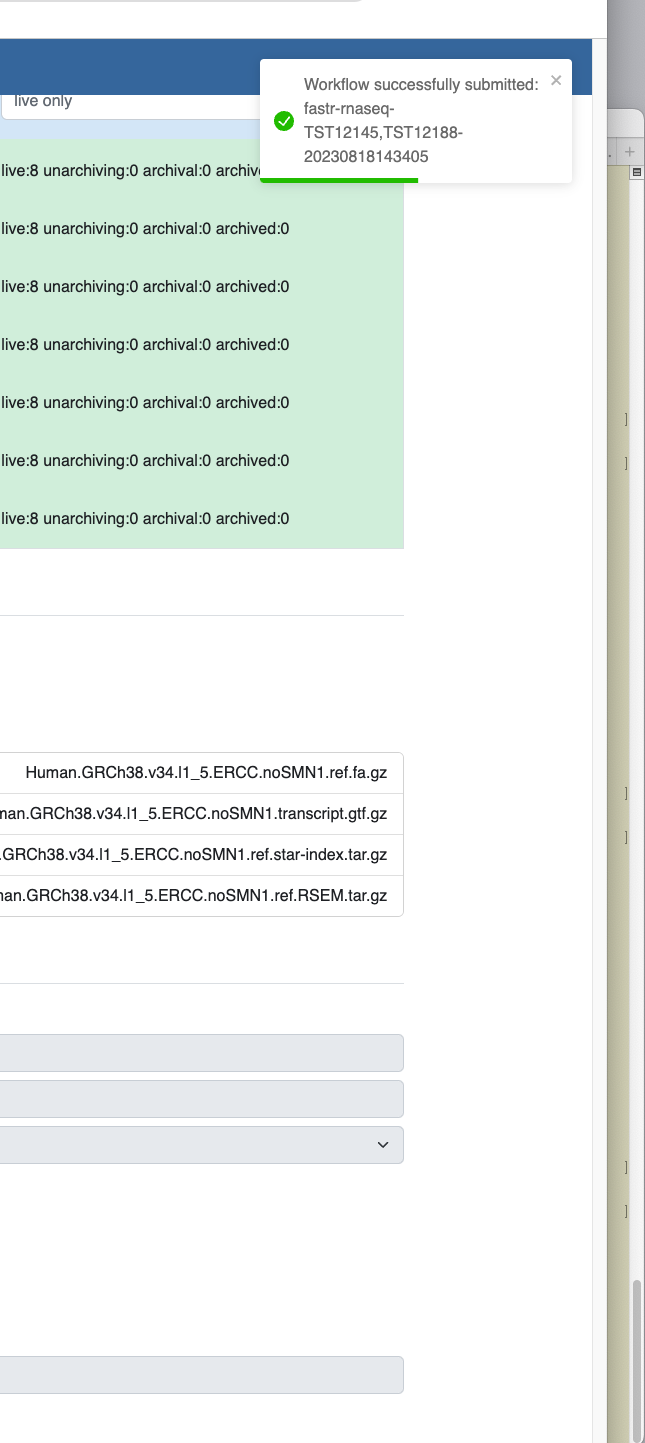 Workflow successfully submitted: ×
fastr-rnaseq-
TST12145,TST12188-
20230818143405
live only
live:8 unarchiving:0 archival:0
live:8 unarchiving:0 archival:0 archived:0
live:8 unarchiving:0 archival:0 archived:0
live:8 unarchiving:0 archival:0 archived:0
live:8 unarchiving:0 archival:0 archived:0
live:8 unarchiving:0 archival:0 archived:0
live:8 unarchiving:0 archival:0 archived:0
Human.GRCh38.v34.l1_5.ERCC.noSMN1.ref.fa.gz
man.GRCh38.v34.l1_5.ERCC.noSMN1.transcript.gtf.gz
.GRCh38.v34.l1_5.ERCC.noSMN1.ref.star-index.tar.gz
nan.GRCh38.v34.l1_5.ERCC.noSMN1.ref.RSEM.tar.gz
]
]
]
]
]
]